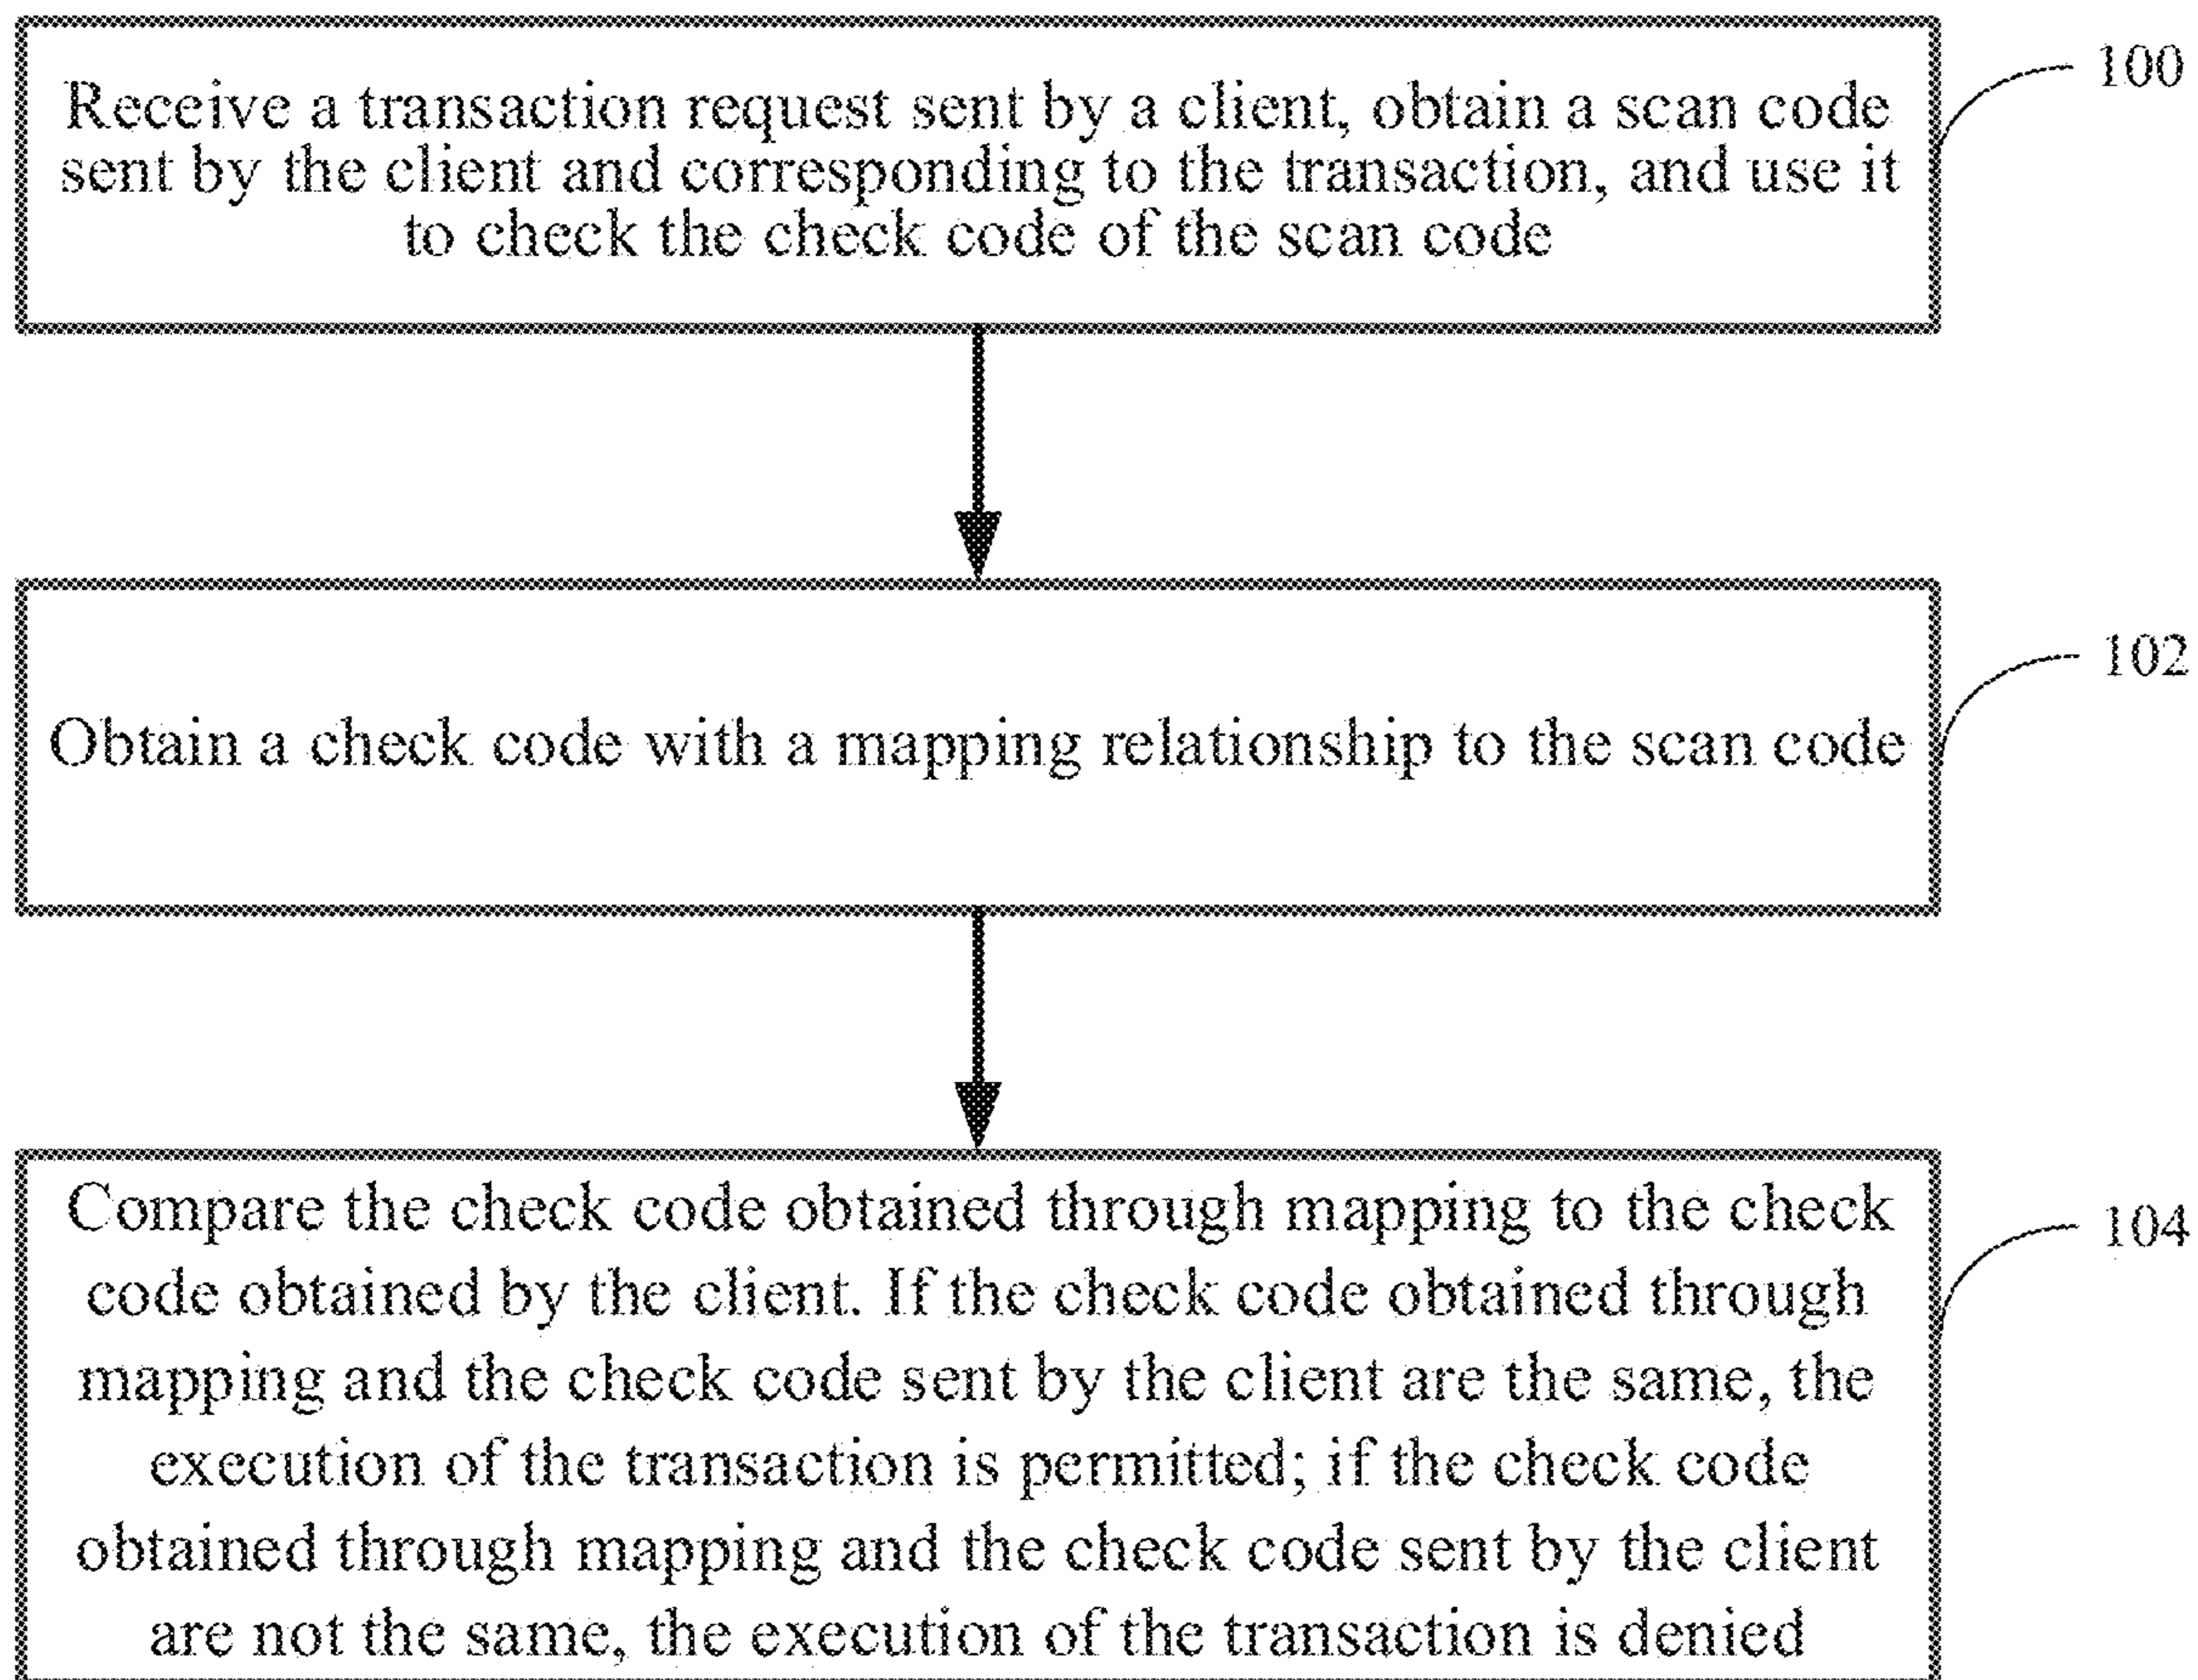 Receive a transaction request sent by a client, obtain a scan code
sent by the client and corresponding to the transaction, and use it
to check the check code of the scan code
100
Obtain a check code with a mapping relationship to the scan code
102
Compare the check code obtained through mapping to the check
code obtained by the client. If the check code obtained through
mapping and the check code sent by the client are the same, the
execution of the transaction is permitted; if the check code
obtained through mapping and the check code sent by the client
are not the same, the execution of the transaction is denied
104